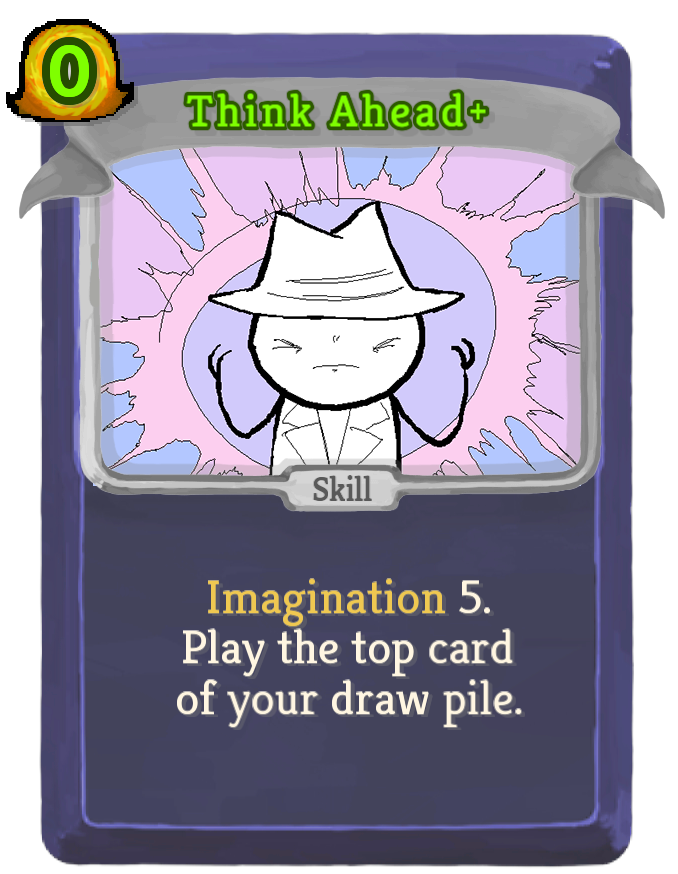 0
Think Ahead+
Skill
Imagination 5.
Play the top card
of your draw pile.